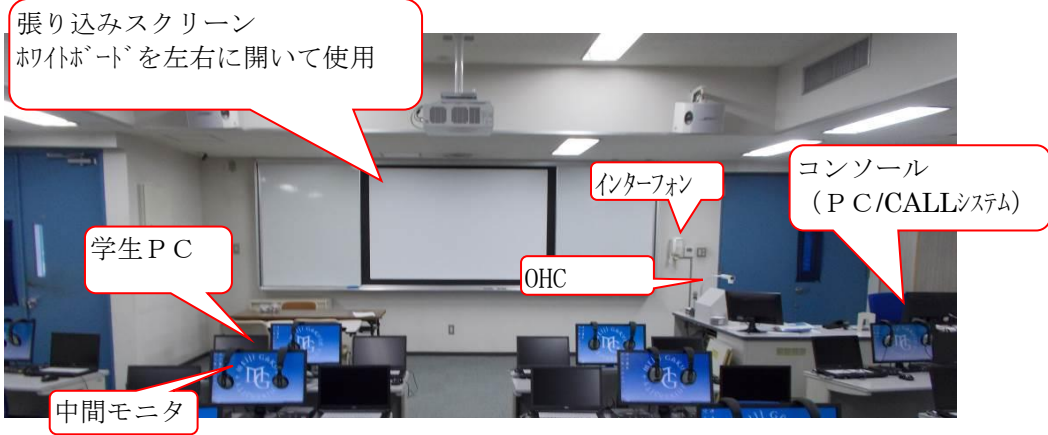 張り込みスクリーン
ﾎﾜｲﾄﾎﾞｰﾄﾞを左右に開いて使用
インターフォン
コンソール
（ＰＣ/CALLｼｽﾃﾑ）
学生ＰＣ
OHC
中間モニタ
MG
MG